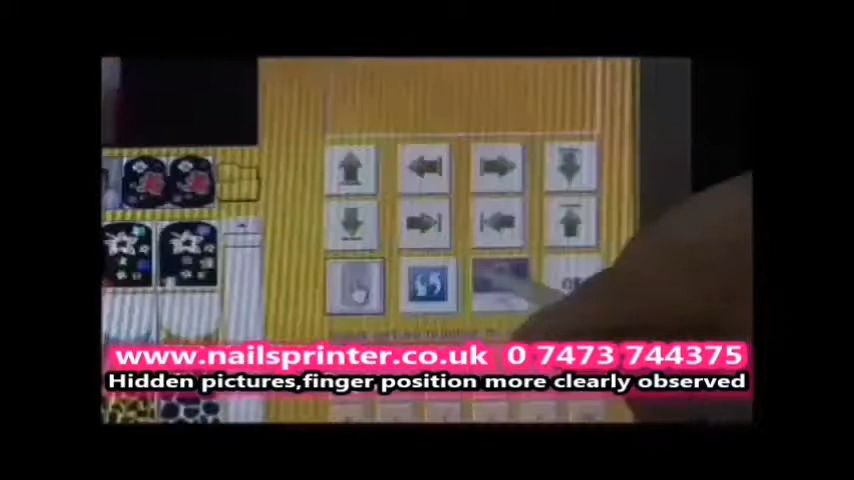 www.nailsprinter.co.uk 0 7473 744375
Hidden pictures,finger position more clearly observed